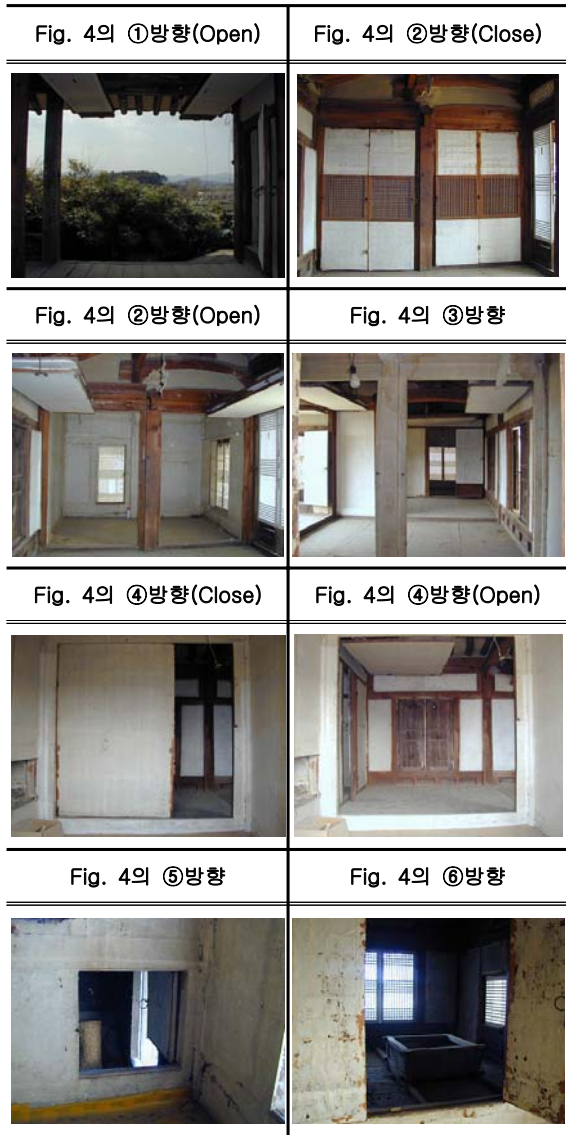 Fig. 4의 ①방향(Open)
Fig. 4의 ②방향(Close)
Fig. 4의 ②방향(Open)
Fig. 4의 ③방향
Fig. 4의 ④방향(Close)
Fig. 4의 ④방향(Open)
Fig. 4의 ⑤방향
Fig. 4의 ⑥방향